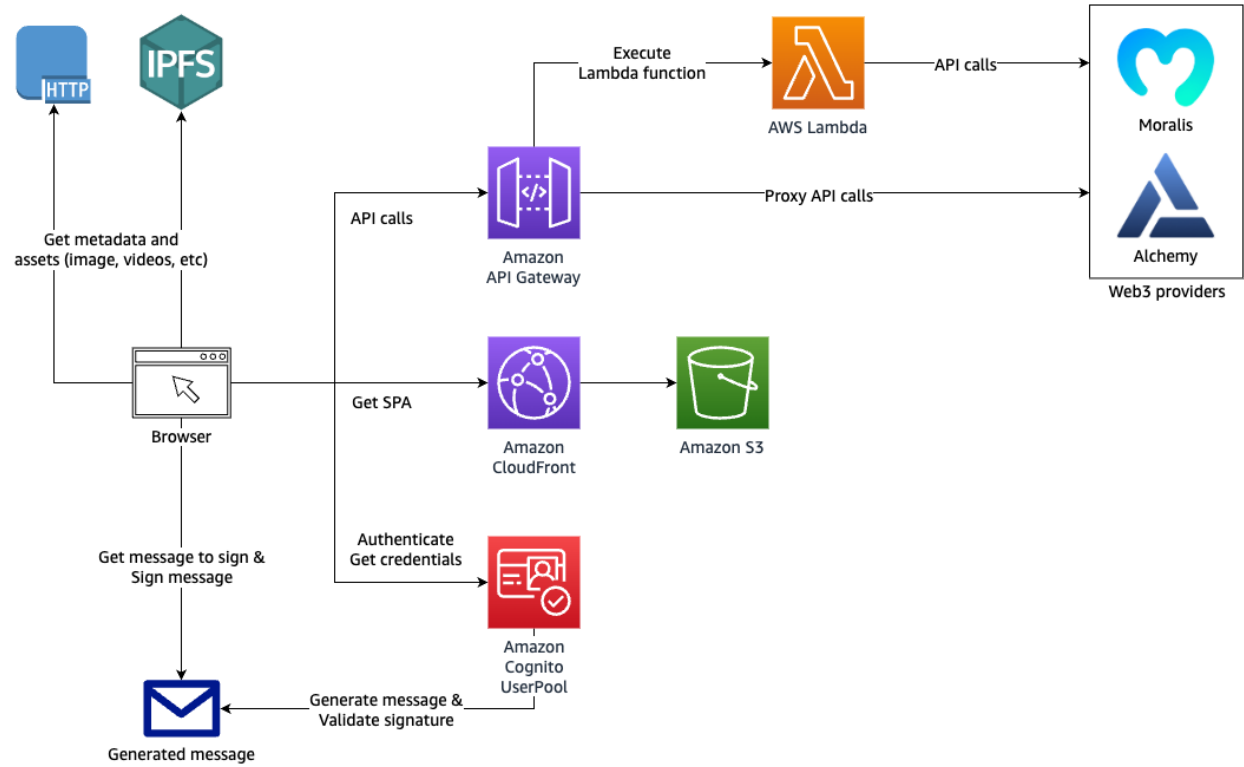 HTTP
IPFS
Execute
Lambda function
API calls
AWS Lambda
Moralis
Proxy API calls
Alchemy
Web3 providers
API calls
</>
Amazon
API Gateway
Get metadata and
assets (image, videos, etc)
Browser
Get SPA
Amazon
CloudFront
Amazon S3
Authenticate
Get credentials
Amazon
Cognito
UserPool
Get message to sign &
Sign message
Generate message &
Validate signature
Generated message